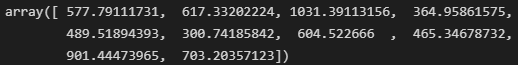 array([ 577.79111731,  617.33202224, 1031.39113156,  364.95861575,
        489.51894393,  300.74185842,  604.522666  ,  465.34678732,
        901.44473965,  703.20357123])